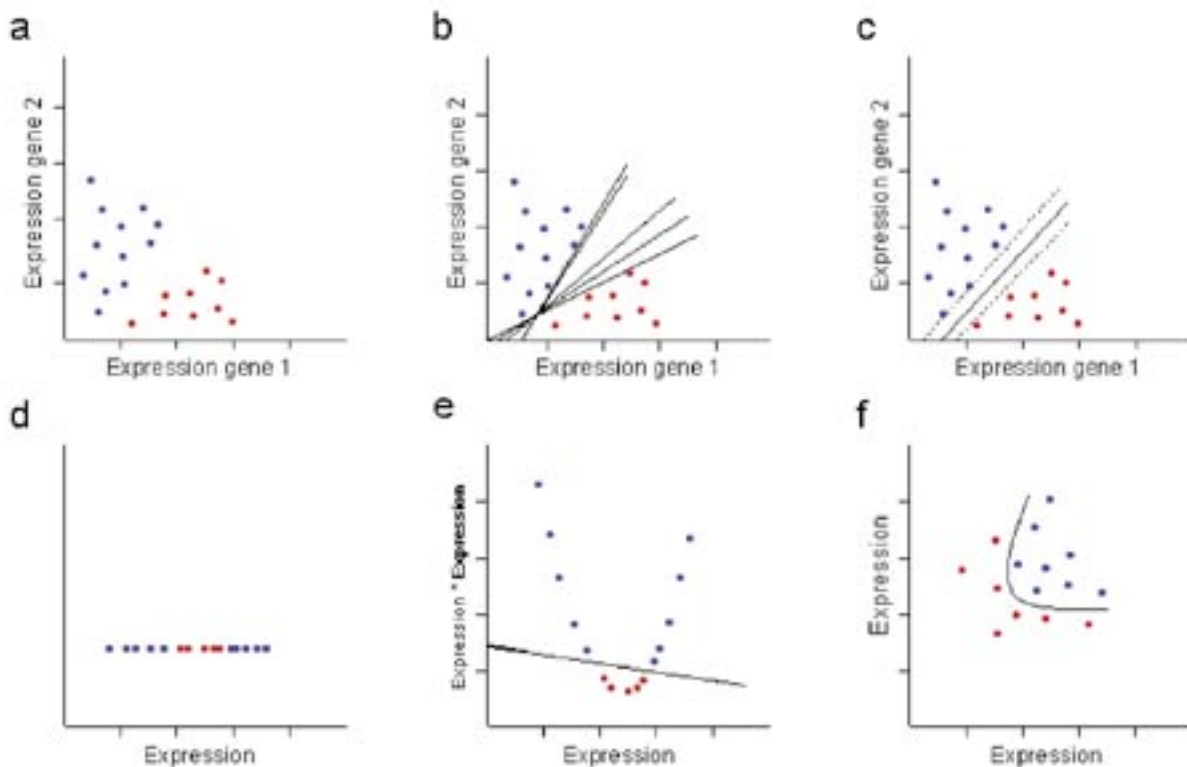 a
b
c
Expression gene 2
Expression gene 1
Expression gene 2
Expression gene 1
Expression gene 2
Expression gene 1
d
e
f
Expression
Expression * Expression
Expression
Expression
Expression